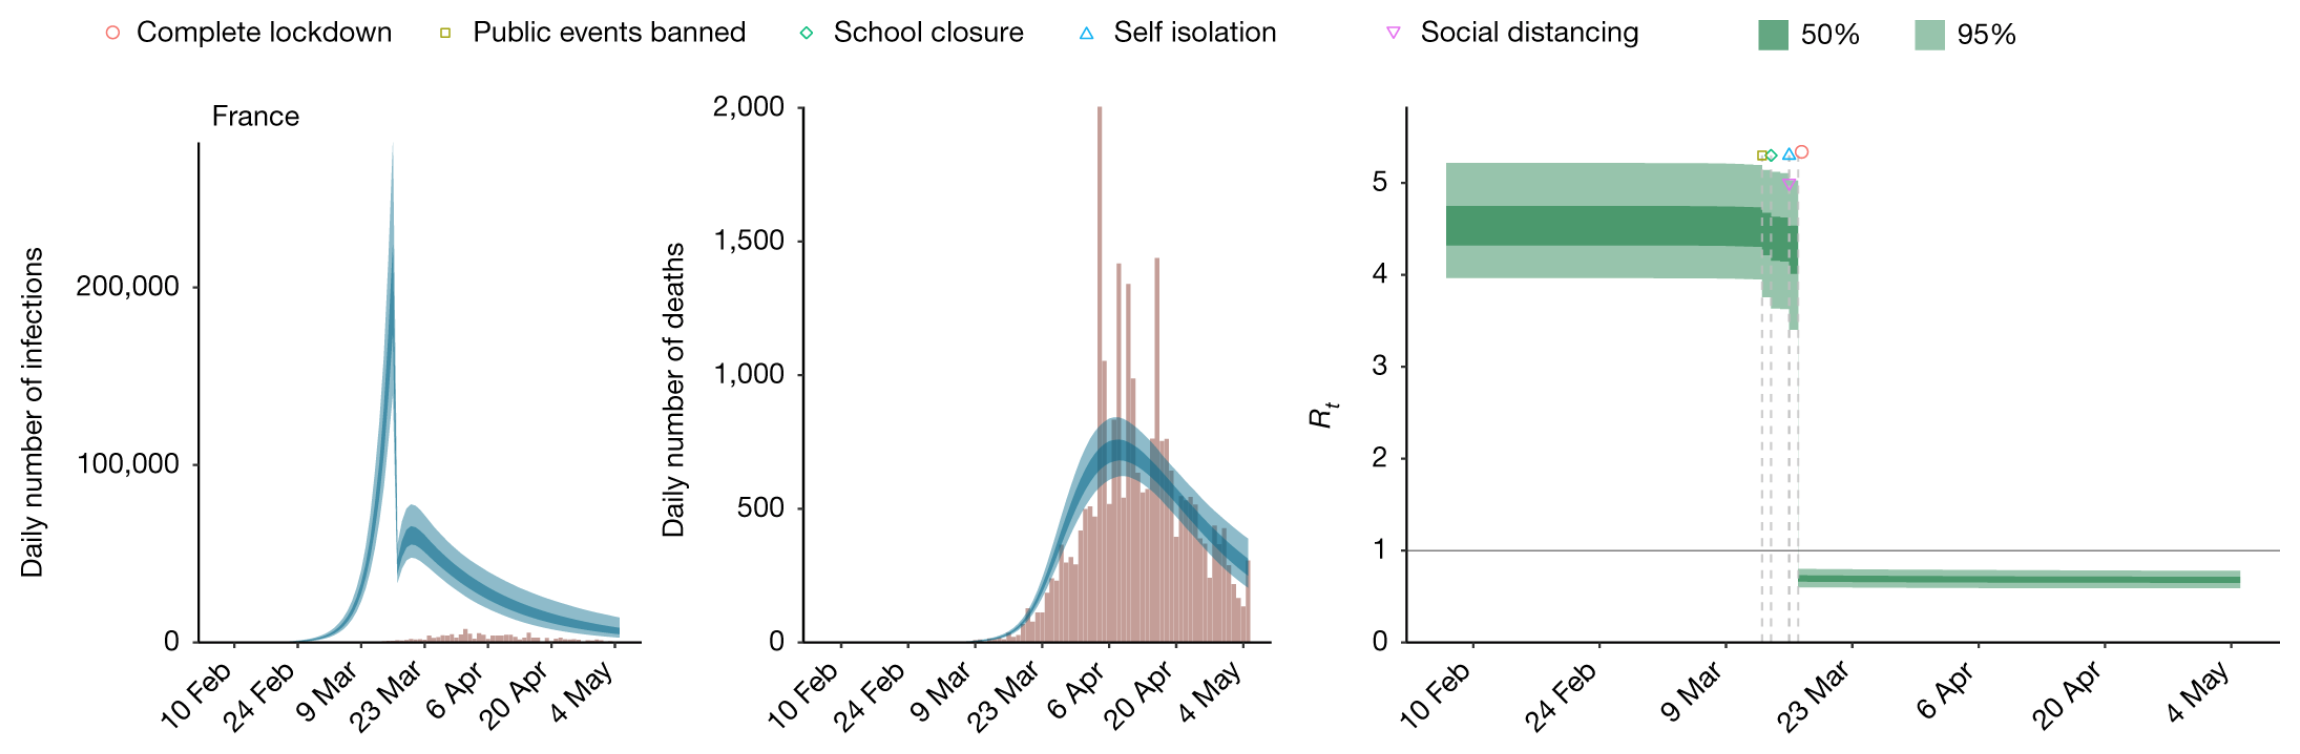 Complete lockdown
Public events banned
School closure
Self isolation
Social distancing
50%
95%
France
Daily number of infections
200,000
100,000
0
10 Feb
24 Feb
9 Mar
23 Mar
6 Apr
20 Apr
4 May
Daily number of deaths
2,000
1,500
1,000
500
0
10 Feb
24 Feb
9 Mar
23 Mar
6 Apr
20 Apr
4 May
Rt
5
4
3
2
1
0
10 Feb
24 Feb
9 Mar
23 Mar
6 Apr
20 Apr
4 May